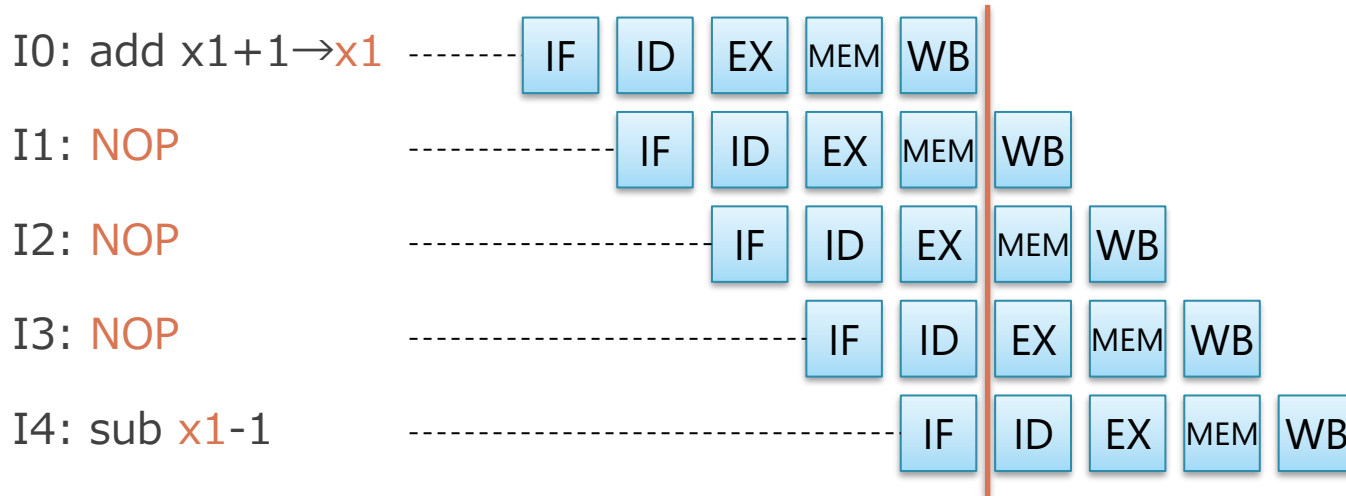 I0: add x1+1→x1 IF ID EX MEM WB
I1: NOP IF ID EX MEM WB
I2: NOP IF ID EX MEM WB
I3: NOP IF ID EX MEM WB
I4: sub x1-1 IF ID EX MEM WB